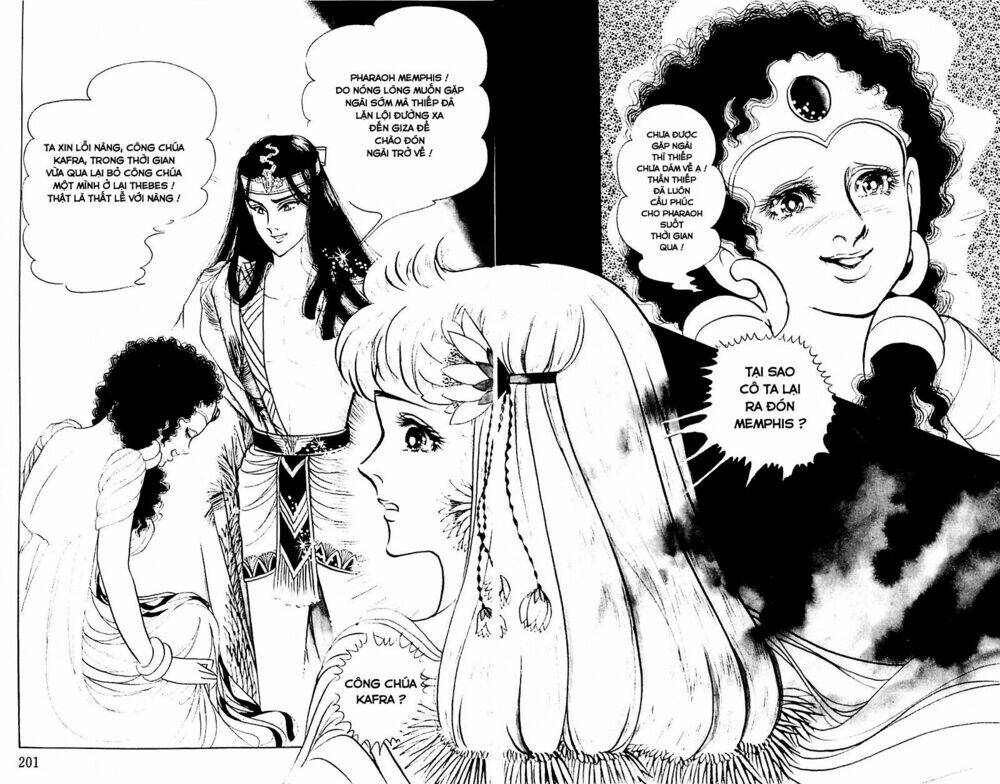 PHARAOH MEMPHIS !
DO NÓNG LÒNG MUỐN GẶP
NGÀI SỚM MÀ THIẾP ĐÃ
LẶN LỘI ĐƯỜNG XA
ĐẾN GIZA ĐỂ
CHÀO ĐÓN
NGÀI TRỞ VỀ !
TA XIN LỖI NÀNG, CÔNG CHÚA
KAFRA, TRONG THỜI GIAN
VỪA QUA LẠI BỎ CÔNG CHÚA
MỘT MÌNH Ở LẠI THEBES !
THẬT LÀ THẤT LỄ VỚI NÀNG !
CHƯA ĐƯỢC
GẶP NGÀI
THÌ THIẾP
CHƯA DÁM VỀ Ạ !
THẦN THIẾP
ĐÃ LUÔN
CẦU PHÚC
CHO PHARAOH
SUỐT
THỜI GIAN
QUA !
TẠI SAO
CÔ TA LẠI
RA ĐÓN
MEMPHIS ?
CÔNG CHÚA
KAFRA ?
201